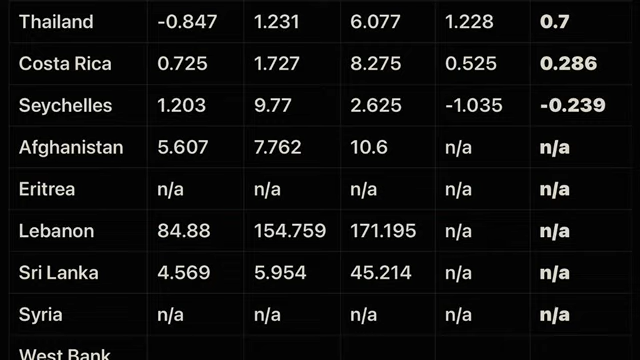 Thailand -0.847 1.231 6.077 1.228 0.7
Costa Rica 0.725 1.727 8.275 0.525 0.286
Seychelles 1.203 9.77 2.625 -1.035 -0.239
Afghanistan 5.607 7.762 10.6 n/a n/a
Eritrea n/a n/a n/a n/a n/a
Lebanon 84.88 154.759 171.195 n/a n/a
Sri Lanka 4.569 5.954 45.214 n/a n/a
Syria n/a n/a n/a n/a n/a
West Bank